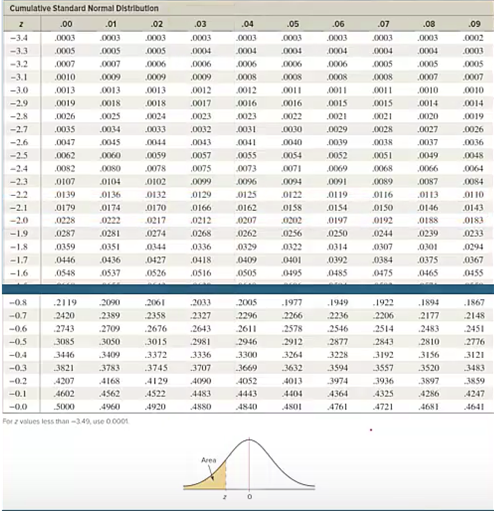 Cumulative Standard Normal Distribution
z .00 .01 .02 .03 .04 .05 .06 .07 .08 .09
−3.4 .0003 .0003 .0003 .0003 .0003 .0003 .0003 .0003 .0003 .0002
−3.3 .0005 .0005 .0005 .0004 .0004 .0004 .0004 .0004 .0004 .0003
−3.2 .0007 .0007 .0006 .0006 .0006 .0006 .0006 .0005 .0005 .0005
−3.1 .0010 .0009 .0009 .0009 .0008 .0008 .0008 .0008 .0007 .0007
−3.0 .0013 .0013 .0013 .0012 .0012 .0011 .0011 .0011 .0010 .0010
−2.9 .0019 .0018 .0018 .0017 .0016 .0016 .0015 .0015 .0014 .0014
−2.8 .0026 .0025 .0024 .0023 .0023 .0022 .0021 .0021 .0020 .0019
−2.7 .0035 .0034 .0033 .0032 .0031 .0030 .0029 .0028 .0027 .0026
−2.6 .0047 .0045 .0044 .0043 .0041 .0040 .0039 .0038 .0037 .0036
−2.5 .0062 .0060 .0059 .0057 .0055 .0054 .0052 .0051 .0049 .0048
−2.4 .0082 .0080 .0078 .0075 .0073 .0071 .0069 .0068 .0066 .0064
−2.3 .0107 .0104 .0102 .0099 .0096 .0094 .0091 .0089 .0087 .0084
−2.2 .0139 .0136 .0132 .0129 .0125 .0122 .0119 .0116 .0113 .0110
−2.1 .0179 .0174 .0170 .0166 .0162 .0158 .0154 .0150 .0146 .0143
−2.0 .0228 .0222 .0217 .0212 .0207 .0202 .0197 .0192 .0188 .0183
−1.9 .0287 .0281 .0274 .0268 .0262 .0256 .0250 .0244 .0239 .0233
−1.8 .0359 .0351 .0344 .0336 .0329 .0322 .0314 .0307 .0301 .0294
−1.7 .0446 .0436 .0427 .0418 .0409 .0401 .0392 .0384 .0375 .0367
−1.6 .0548 .0537 .0526 .0516 .0505 .0495 .0485 .0475 .0465 .0455
−0.8 .2119 .2090 .2061 .2033 .2005 .1977 .1949 .1922 .1894 .1867
−0.7 .2420 .2389 .2358 .2327 .2296 .2266 .2236 .2206 .2177 .2148
−0.6 .2743 .2709 .2676 .2643 .2611 .2578 .2546 .2514 .2483 .2451
−0.5 .3085 .3050 .3015 .2981 .2946 .2912 .2877 .2843 .2810 .2776
−0.4 .3446 .3409 .3372 .3336 .3300 .3264 .3228 .3192 .3156 .3121
−0.3 .3821 .3783 .3745 .3707 .3669 .3632 .3594 .3557 .3520 .3483
−0.2 .4207 .4168 .4129 .4090 .4052 .4013 .3974 .3936 .3897 .3859
−0.1 .4602 .4562 .4522 .4483 .4443 .4404 .4364 .4325 .4286 .4247
−0.0 .5000 .4960 .4920 .4880 .4840 .4801 .4761 .4721 .4681 .4641
For z values less than −3.49, use 0.0001.
Area
z 0